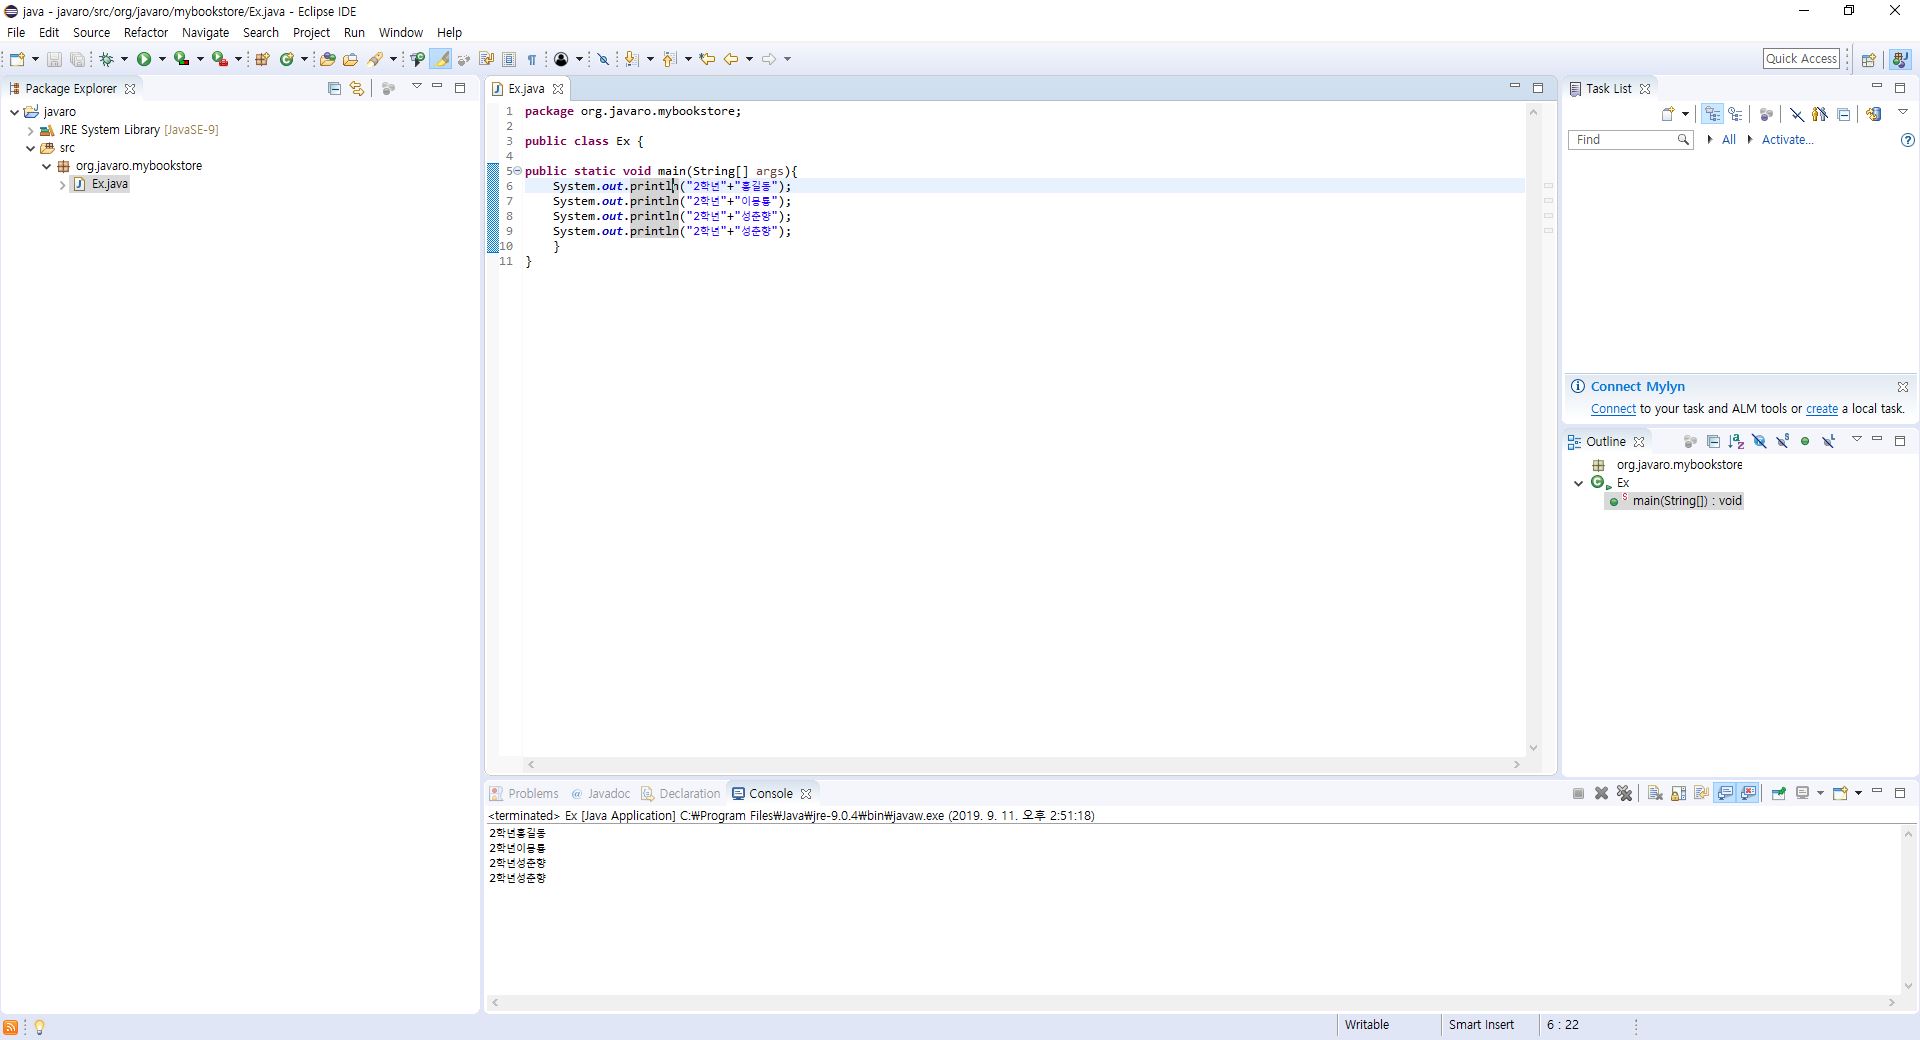 java - javaro/src/org/javaro/mybookstore/Ex.java - Eclipse IDE
File Edit Source Refactor Navigate Search Project Run Window Help
Quick Access
Package Explorer
javaro
JRE System Library [JavaSE-9]
src
org.javaro.mybookstore
Ex.java
Ex.java
1 package org.javaro.mybookstore;
2
3 public class Ex {
4
5 public static void main(String[] args){
6 System.out.println("2학년"+"홍길동");
7 System.out.println("2학년"+"이몽룡");
8 System.out.println("2학년"+"성춘향");
9 System.out.println("2학년"+"성춘향");
10 }
11 }
Task List
Find
All
Activate...
Connect Mylyn
Connect to your task and ALM tools or create a local task.
Outline
org.javaro.mybookstore
Ex
main(String[]) : void
Problems @ Javadoc Declaration Console
<terminated> Ex [Java Application] C:₩Program Files₩Java₩jre-9.0.4₩bin₩javaw.exe (2019. 9. 11. 오후 2:51:18)
2학년홍길동
2학년이몽룡
2학년성춘향
2학년성춘향
Writable Smart Insert 6 : 22